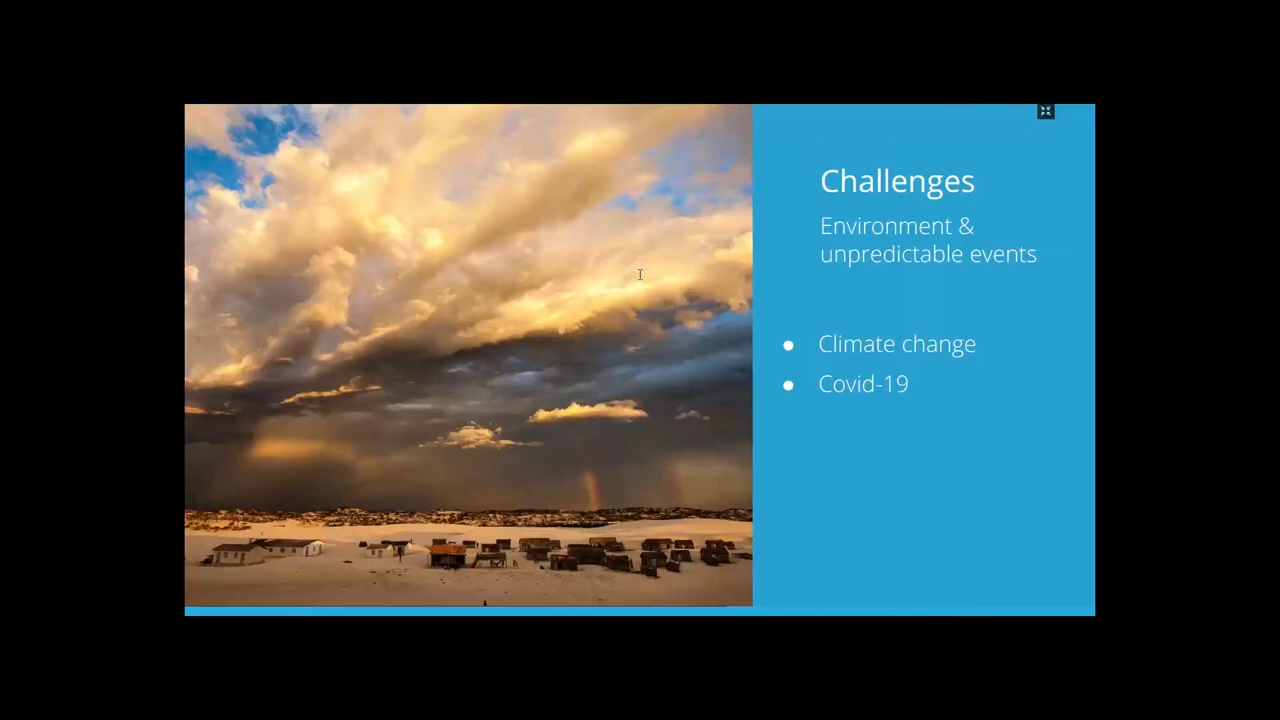 Challenges
Environment &
unpredictable events
● Climate change
● Covid-19